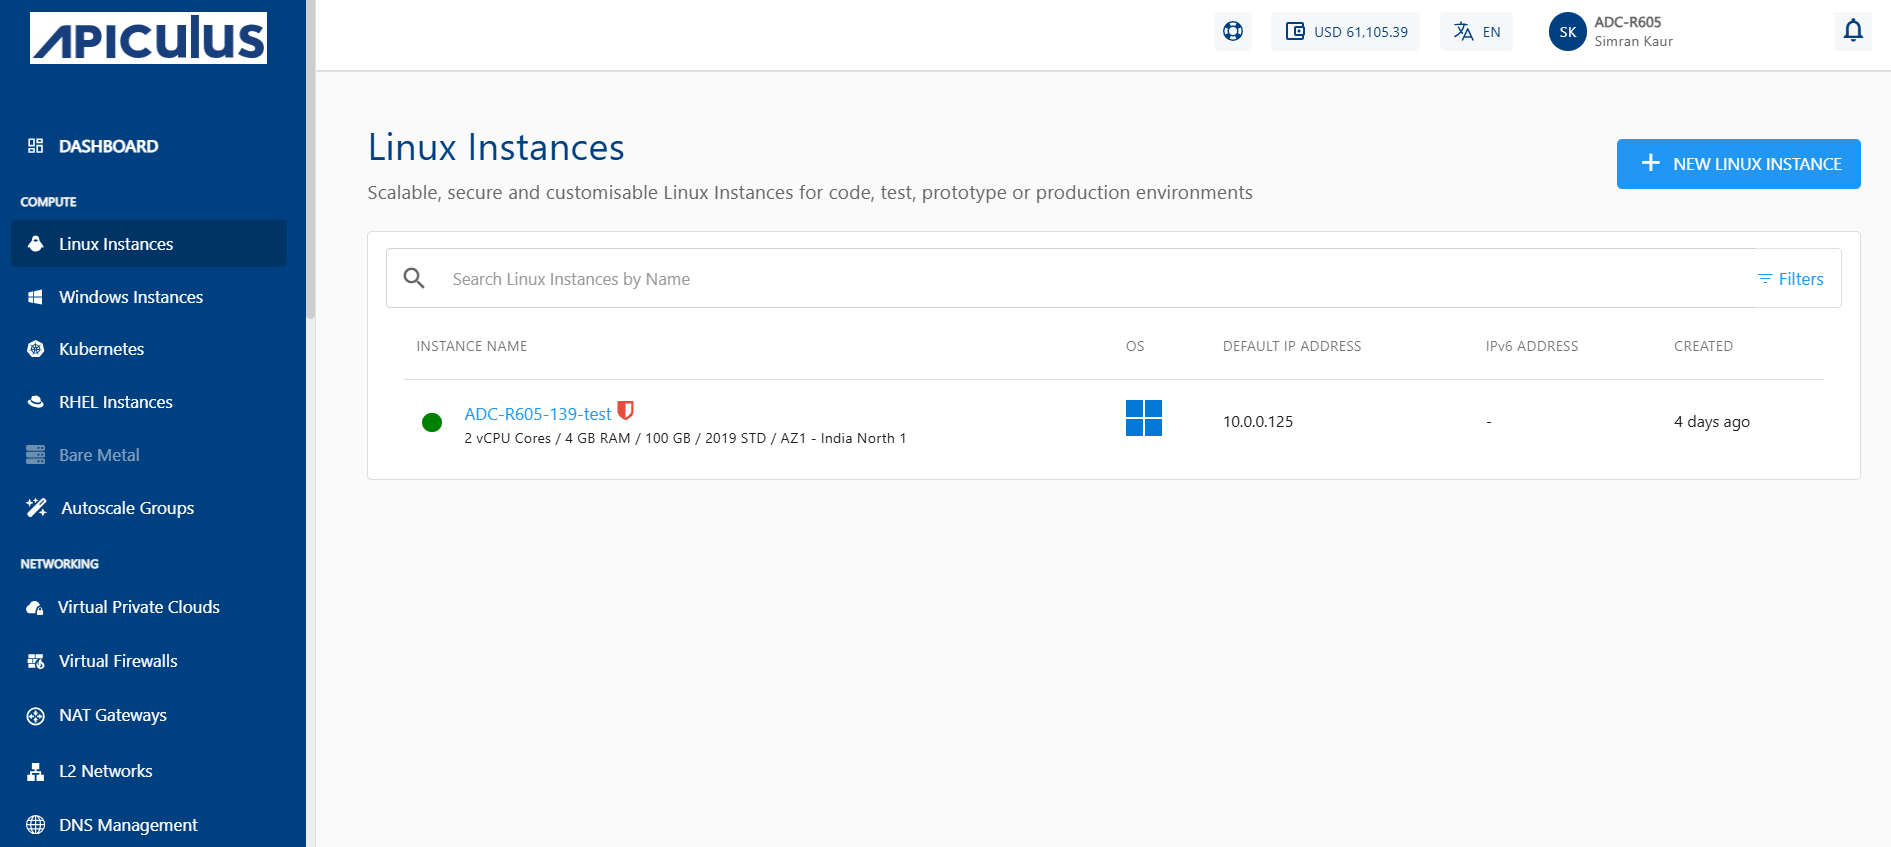 APICULUS
USD 61,105.39
EN
SK
ADC-R605
Simran Kaur
DASHBOARD
COMPUTE
Linux Instances
Windows Instances
Kubernetes
RHEL Instances
Bare Metal
Autoscale Groups
NETWORKING
Virtual Private Clouds
Virtual Firewalls
NAT Gateways
L2 Networks
DNS Management
Linux Instances
Scalable, secure and customisable Linux Instances for code, test, prototype or production environments
NEW LINUX INSTANCE
Search Linux Instances by Name
Filters
INSTANCE NAME OS DEFAULT IP ADDRESS IPv6 ADDRESS CREATED
ADC-R605-139-test
2 vCPU Cores / 4 GB RAM / 100 GB / 2019 STD / AZ1 - India North 1
10.0.0.125 - 4 days ago